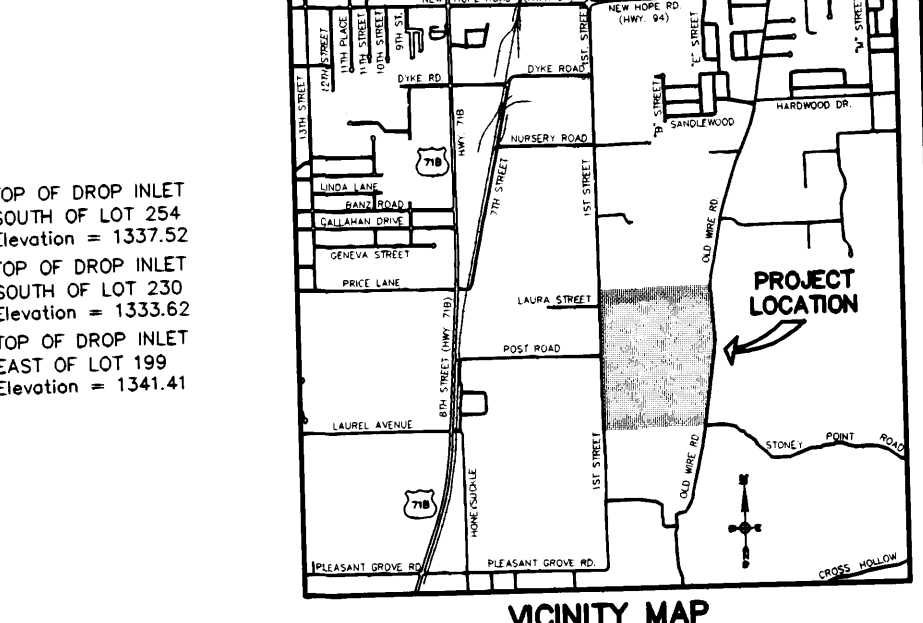 NEW HOPE RD.
(HWY. 94)
12TH STREET
11TH PLACE
11TH STREET
10TH STREET
9TH ST.
1ST. STREET
"E" STREET
"M" STREET
DYKE RD.
DYKE ROAD
13TH STREET
HWY. 71B
"B" STREET
HARDWOOD DR.
SANDLEWOOD
NURSERY ROAD
71B
7TH STREET
1ST STREET
LINDA LANE
BANZ ROAD
CALLAHAN DRIVE
GENEVA STREET
OLD WIRE RD.
PRICE LANE
LAURA STREET
PROJECT
LOCATION
8TH STREET (HWY 71B)
POST ROAD
LAUREL AVENUE
STONEY POINT ROAD
1ST STREET
OLD WIRE RD
71B
HONEYSUCKLE
PLEASANT GROVE RD
PLEASANT GROVE RD.
CROSS HOLLOW
VICINITY MAP
TOP OF DROP INLET
SOUTH OF LOT 254
Elevation = 1337.52
TOP OF DROP INLET
SOUTH OF LOT 230
Elevation = 1333.62
TOP OF DROP INLET
EAST OF LOT 199
Elevation = 1341.41